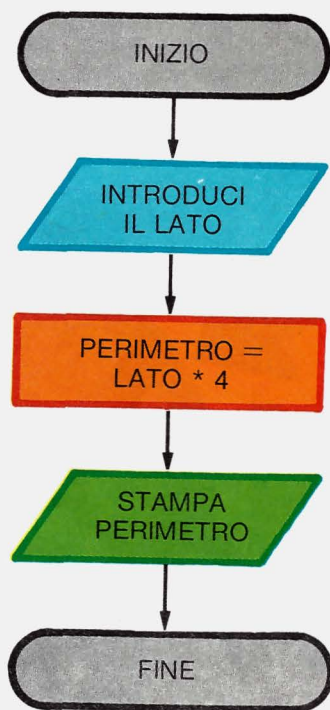 INIZIO
INTRODUCI
IL LATO
PERIMETRO =
LATO * 4
STAMPA
PERIMETRO
FINE